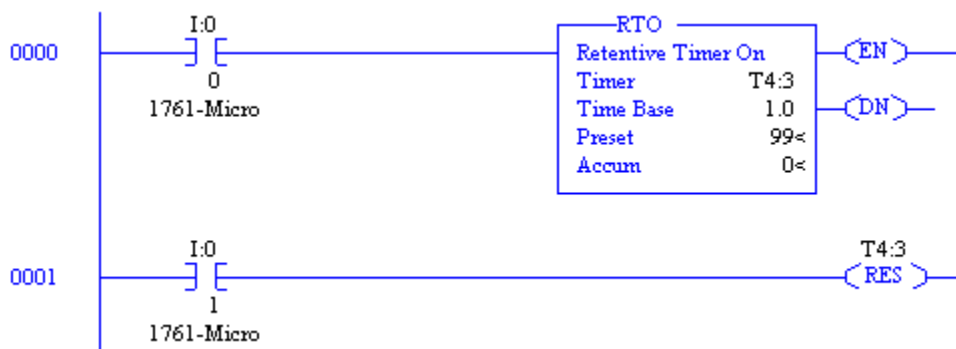 I:0
RTO
0000
Retentive Timer On
EN
0
Timer T4:3
1761-Micro
Time Base 1.0
DN
Preset 99<
Accum 0<
I:0
T4:3
0001
RES
1
1761-Micro